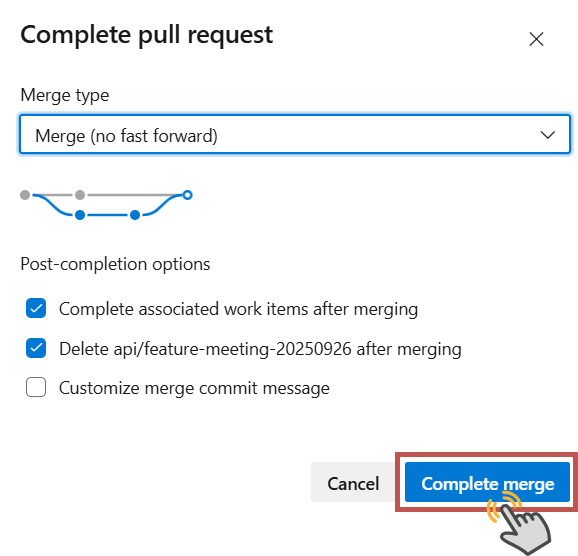 Complete pull request
Merge type
Merge (no fast forward)
Post-completion options
Complete associated work items after merging
Delete api/feature-meeting-20250926 after merging
Customize merge commit message
Cancel
Complete merge